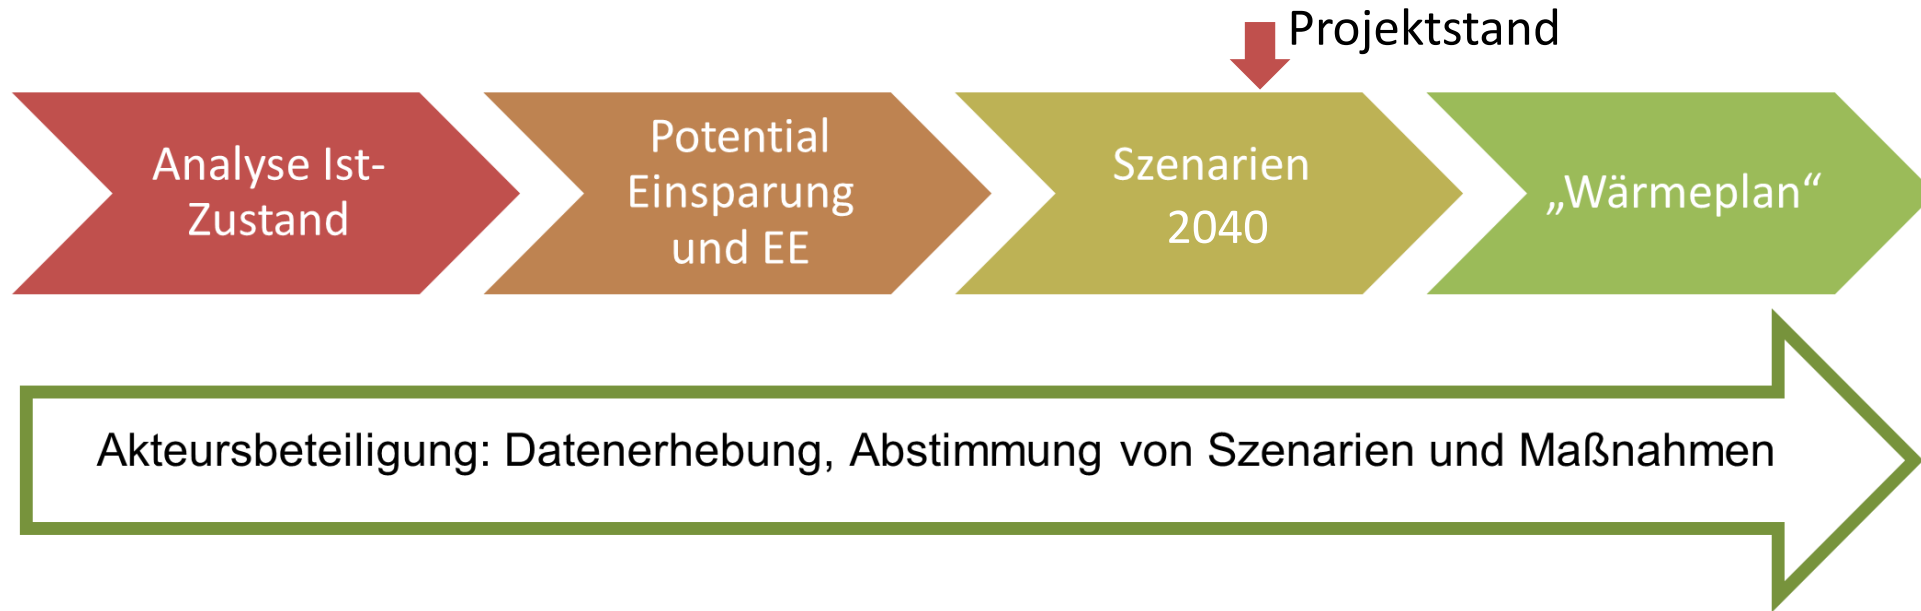 Projektstand
Analyse Ist-
Zustand
Potential
Einsparung
und EE
Szenarien
2040
„Wärmeplan“
Akteursbeteiligung: Datenerhebung, Abstimmung von Szenarien und Maßnahmen